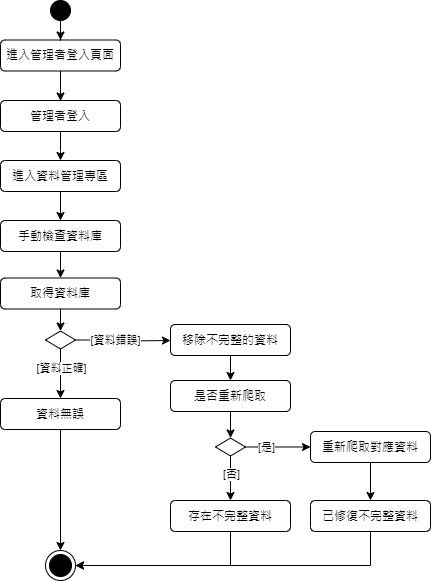 進入管理者登入頁面
管理者登入
進入資料管理專區
手動檢查資料庫
取得資料庫
[資料錯誤]
移除不完整的資料
[資料正確]
是否重新爬取
資料無誤
[是]
重新爬取對應資料
[否]
存在不完整資料
已修復不完整資料